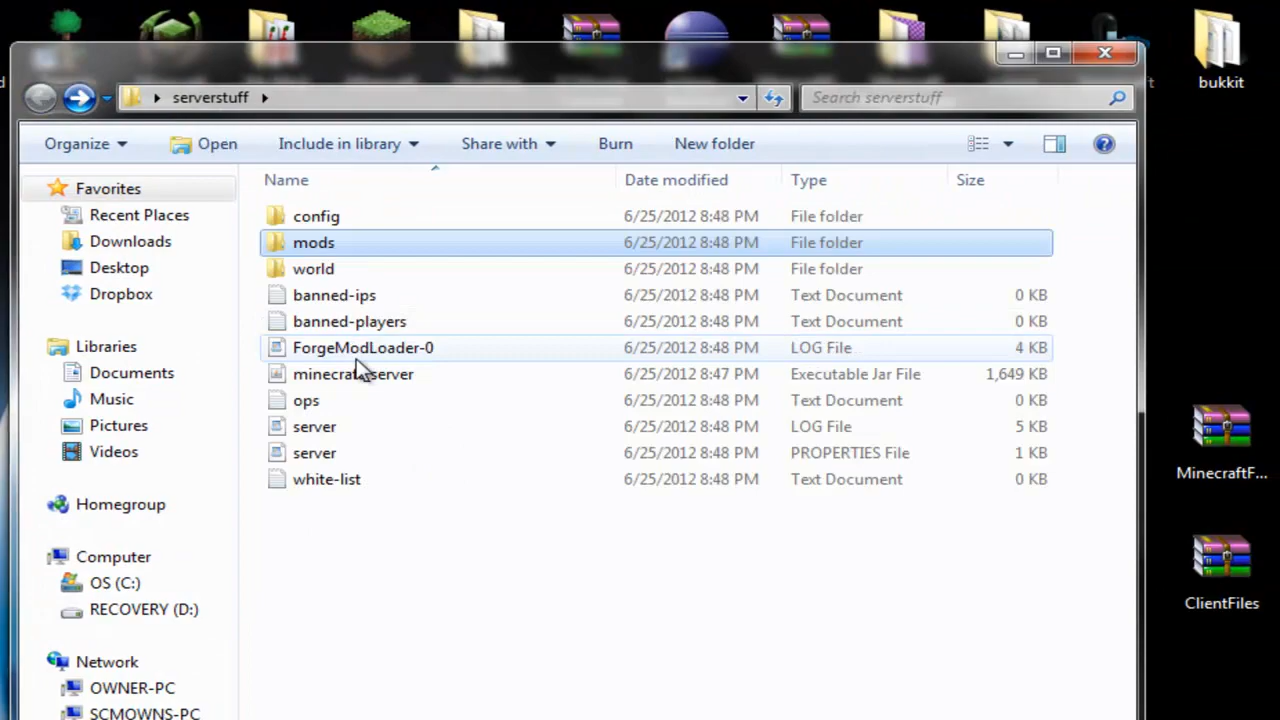 bukkit
serverstuff
Search serverstuff
Organize Open Include in library Share with Burn New folder
Name Date modified Type Size
Favorites
Recent Places
Downloads
Desktop
Dropbox
Libraries
Documents
Music
Pictures
Videos
Homegroup
Computer
OS (C:)
RECOVERY (D:)
Network
OWNER-PC
SCMOWNS-PC
config 6/25/2012 8:48 PM File folder
mods 6/25/2012 8:48 PM File folder
world 6/25/2012 8:48 PM File folder
banned-ips 6/25/2012 8:48 PM Text Document 0 KB
banned-players 6/25/2012 8:48 PM Text Document 0 KB
ForgeModLoader-0 6/25/2012 8:48 PM LOG File 4 KB
minecraft_server 6/25/2012 8:47 PM Executable Jar File 1,649 KB
ops 6/25/2012 8:48 PM Text Document 0 KB
server 6/25/2012 8:48 PM LOG File 5 KB
server 6/25/2012 8:48 PM PROPERTIES File 1 KB
white-list 6/25/2012 8:48 PM Text Document 0 KB
MinecraftF...
ClientFiles